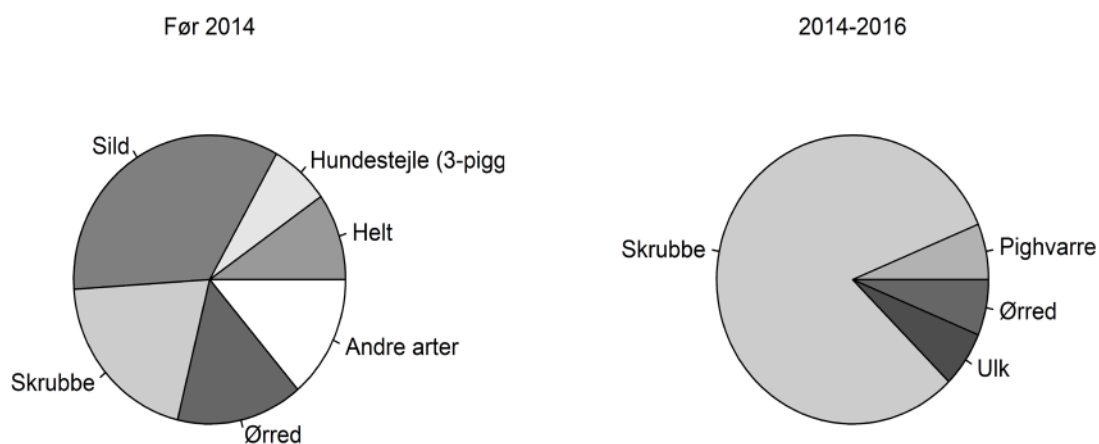 Før 2014
Sild
Hundestejle (3-pigg
Helt
Skrubbe
Andre arter
Ørred
2014-2016
Skrubbe
Pighvarre
Ørred
Ulk